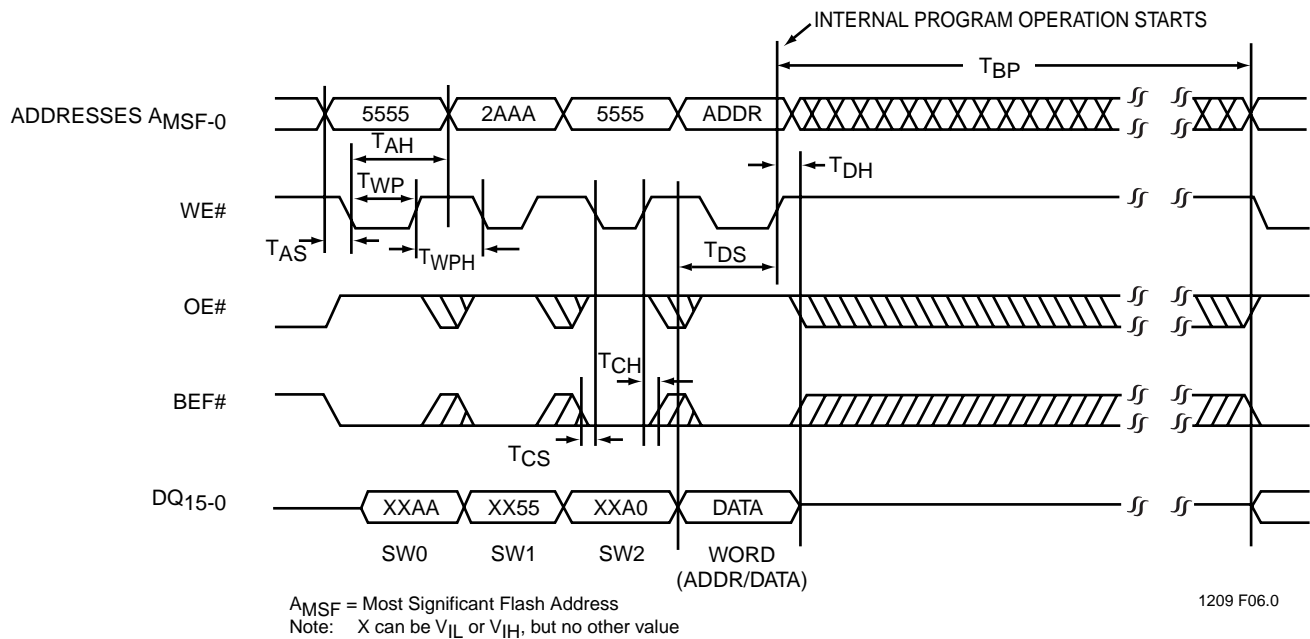 INTERNAL PROGRAM OPERATION STARTS
TBP
ADDRESSES AMSF-0
5555
2AAA
5555
ADDR
TAH
TDH
TWP
WE#
TAS
TWPH
TDS
OE#
TCH
BEF#
TCS
DQ15-0
XXAA
XX55
XXA0
DATA
SW0
SW1
SW2
WORD
(ADDR/DATA)
AMSF = Most Significant Flash Address
Note: X can be VIL or VIH, but no other value
1209 F06.0